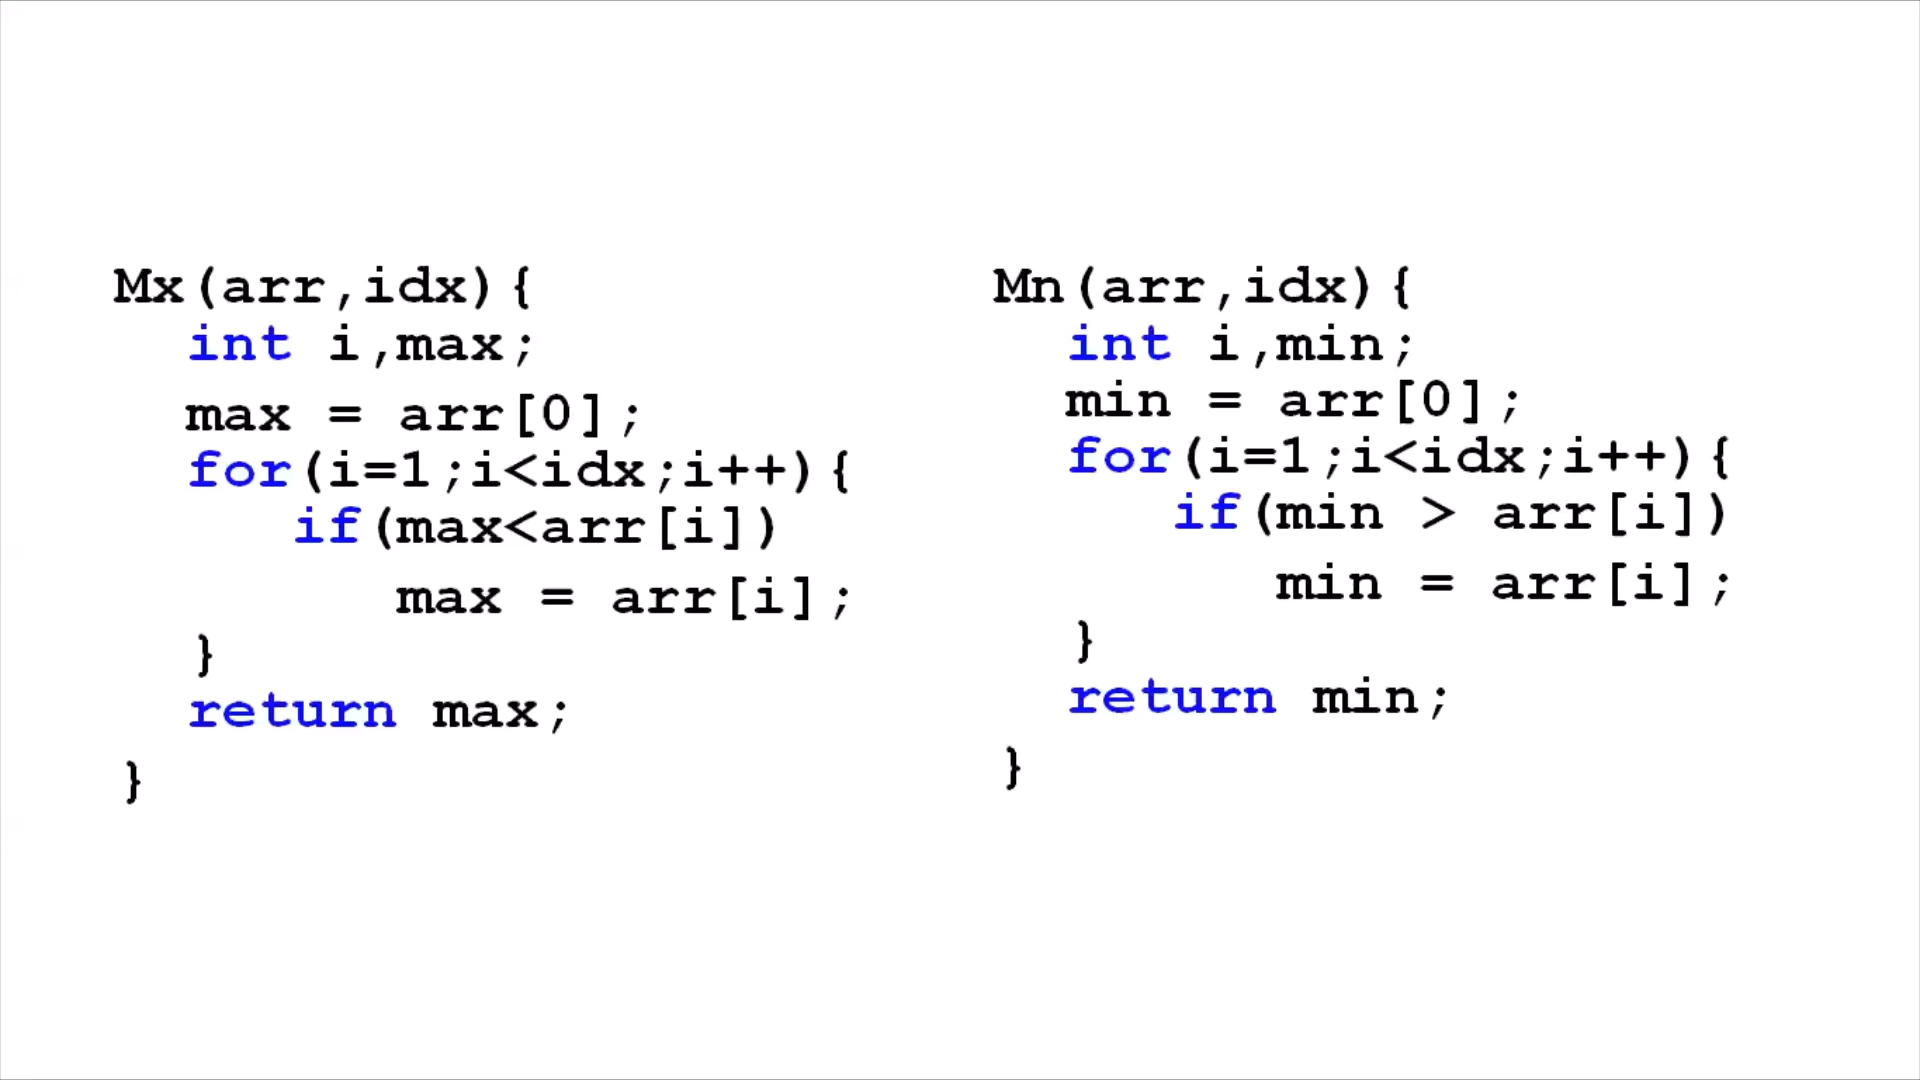 Mx(arr,idx){
int i,max;
max = arr[0];
for(i=1;i<idx;i++){
if(max<arr[i])
max = arr[i];
}
return max;
}
Mn(arr,idx){
int i,min;
min = arr[0];
for(i=1;i<idx;i++){
if(min > arr[i])
min = arr[i];
}
return min;
}